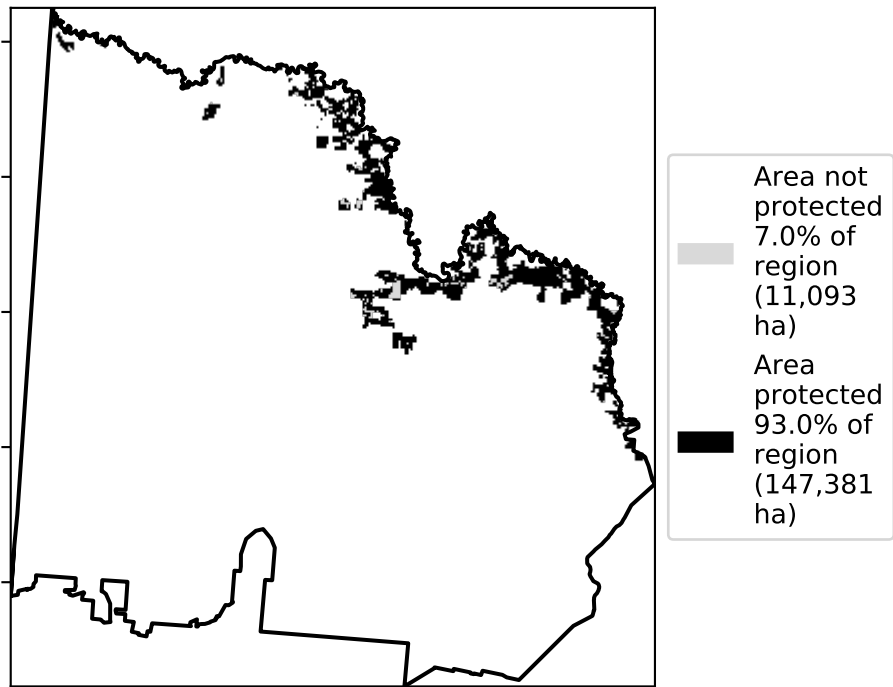 Area not
protected
7.0% of
region
(11,093
ha)
Area
protected
93.0% of
region
(147,381
ha)